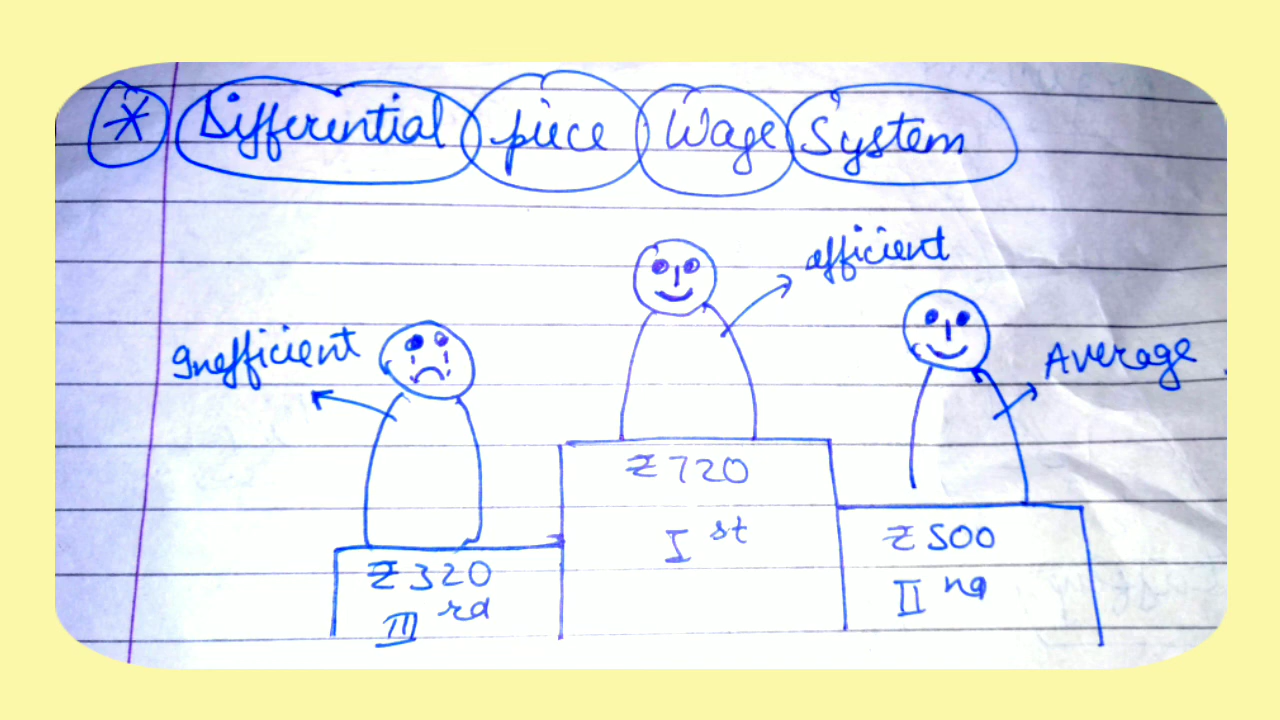 * Differential piece Wage System
efficient
Inefficient
Average
₹720
Ist
₹500
IInd
₹320
IIIrd